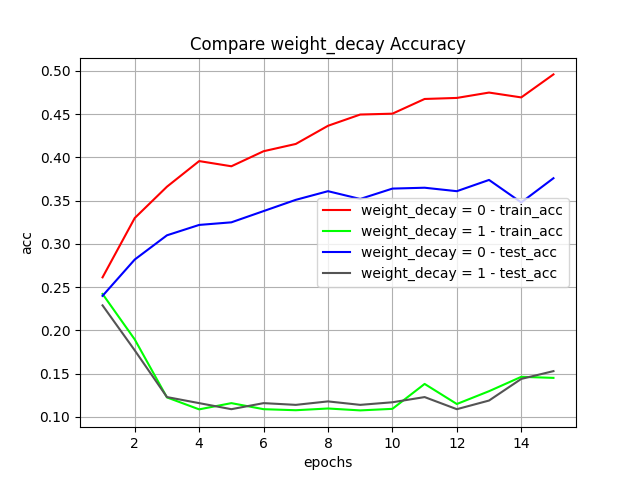 Compare weight_decay Accuracy
acc
0.50
0.45
0.40
0.35
0.30
0.25
0.20
0.15
0.10
weight_decay = 0 - train_acc
weight_decay = 1 - train_acc
weight_decay = 0 - test_acc
weight_decay = 1 - test_acc
2 4 6 8 10 12 14
epochs